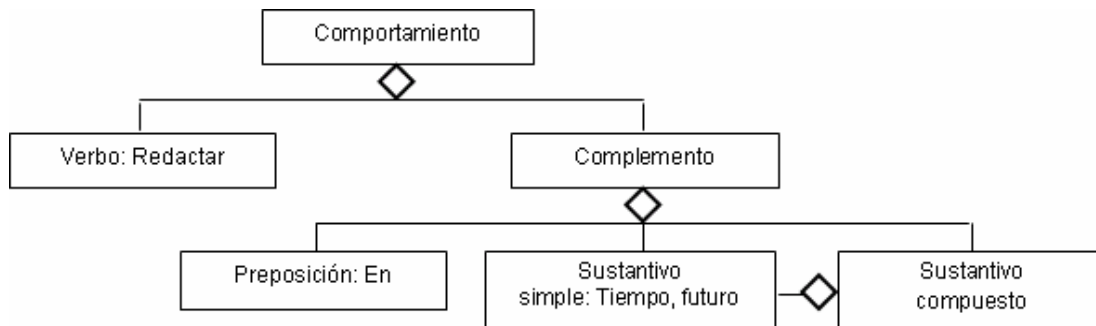 Comportamiento
Verbo: Redactar
Complemento
Preposición: En
Sustantivo
simple: Tiempo, futuro
Sustantivo
compuesto